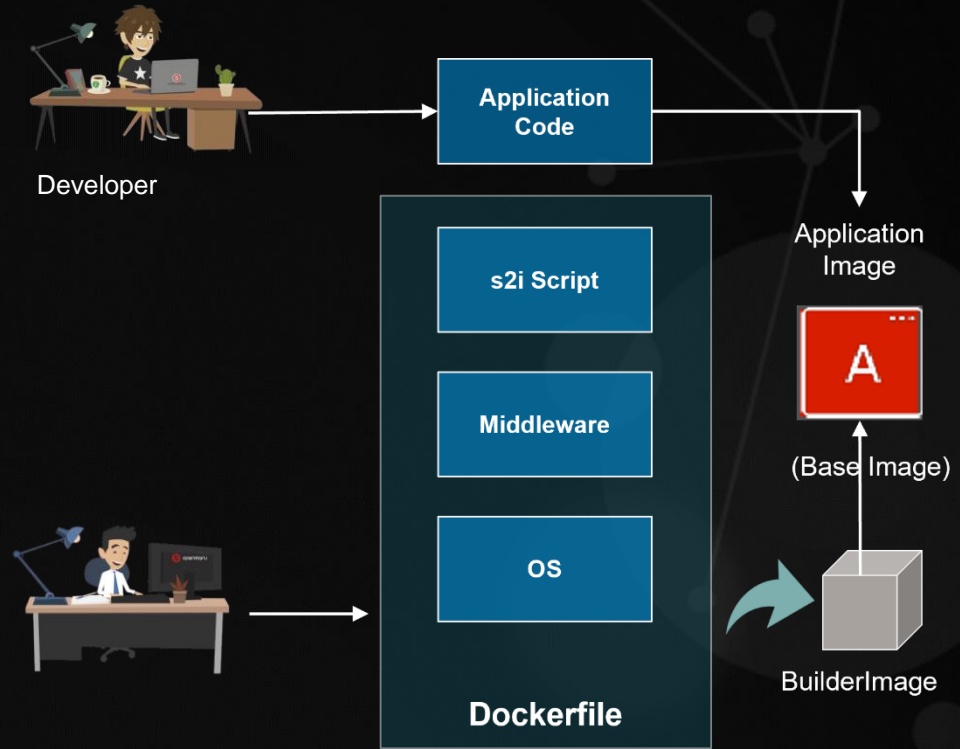 Application
Code
Developer
s2i Script
Application
Image
A
Middleware
(Base Image)
OS
BuilderImage
Dockerfile